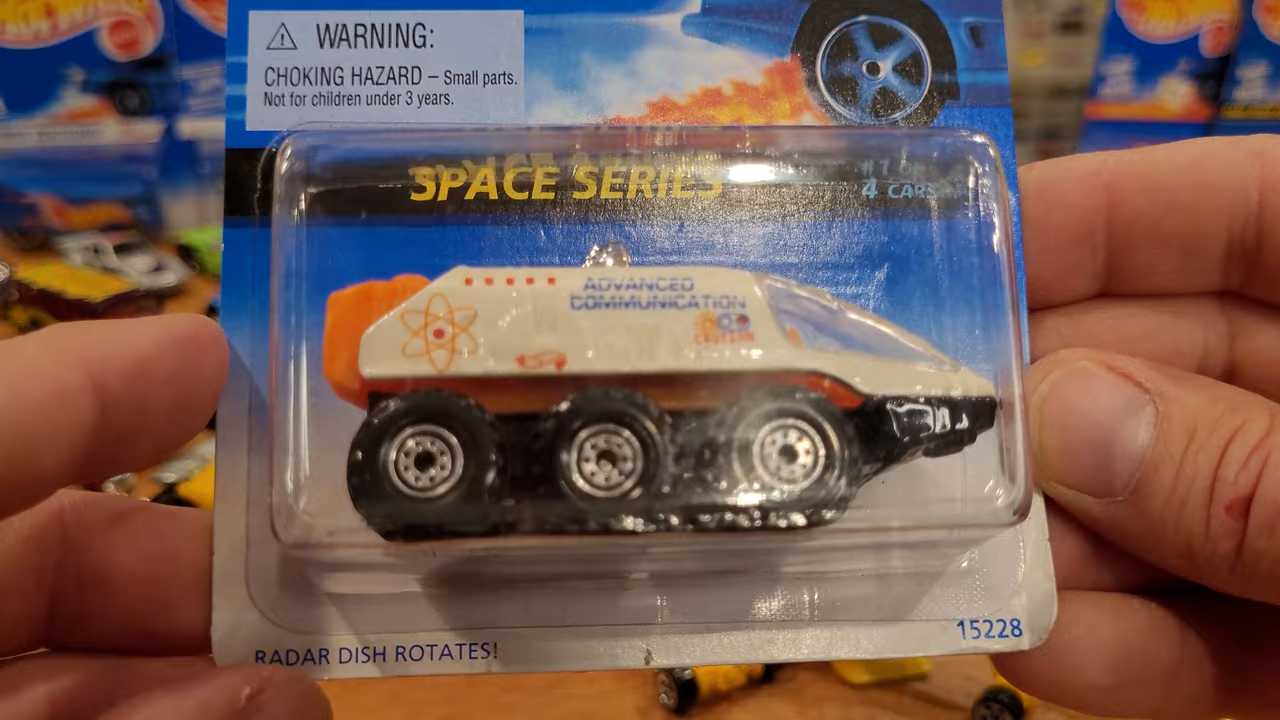 WARNING:
CHOKING HAZARD – Small parts.
Not for children under 3 years.
SPACE SERIES
4 CARS
ADVANCED
COMMUNICATION
CAUTION
15228
RADAR DISH ROTATES!